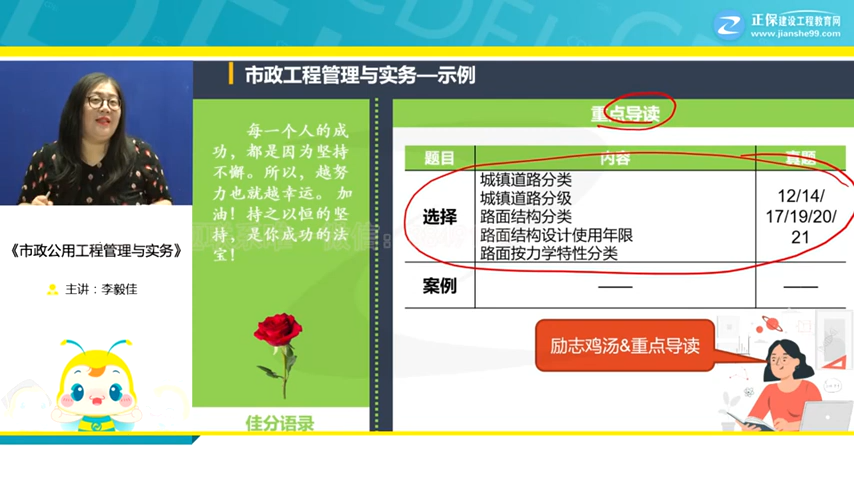 正保建设工程教育网
www.jianshe99.com
市政工程管理与实务—示例
每一个人的成
功，都是因为坚持
不懈。所以，越努
力也就越幸运。 加
油！持之以恒的坚
持，是你成功的法
宝！
佳分语录
重点导读
题目 内容 真题
选择
城镇道路分类
城镇道路分级
路面结构分类
路面结构设计使用年限
路面按力学特性分类
12/14/
17/19/20/
21
案例 —— ——
励志鸡汤&重点导读
《市政公用工程管理与实务》
主讲：李毅佳